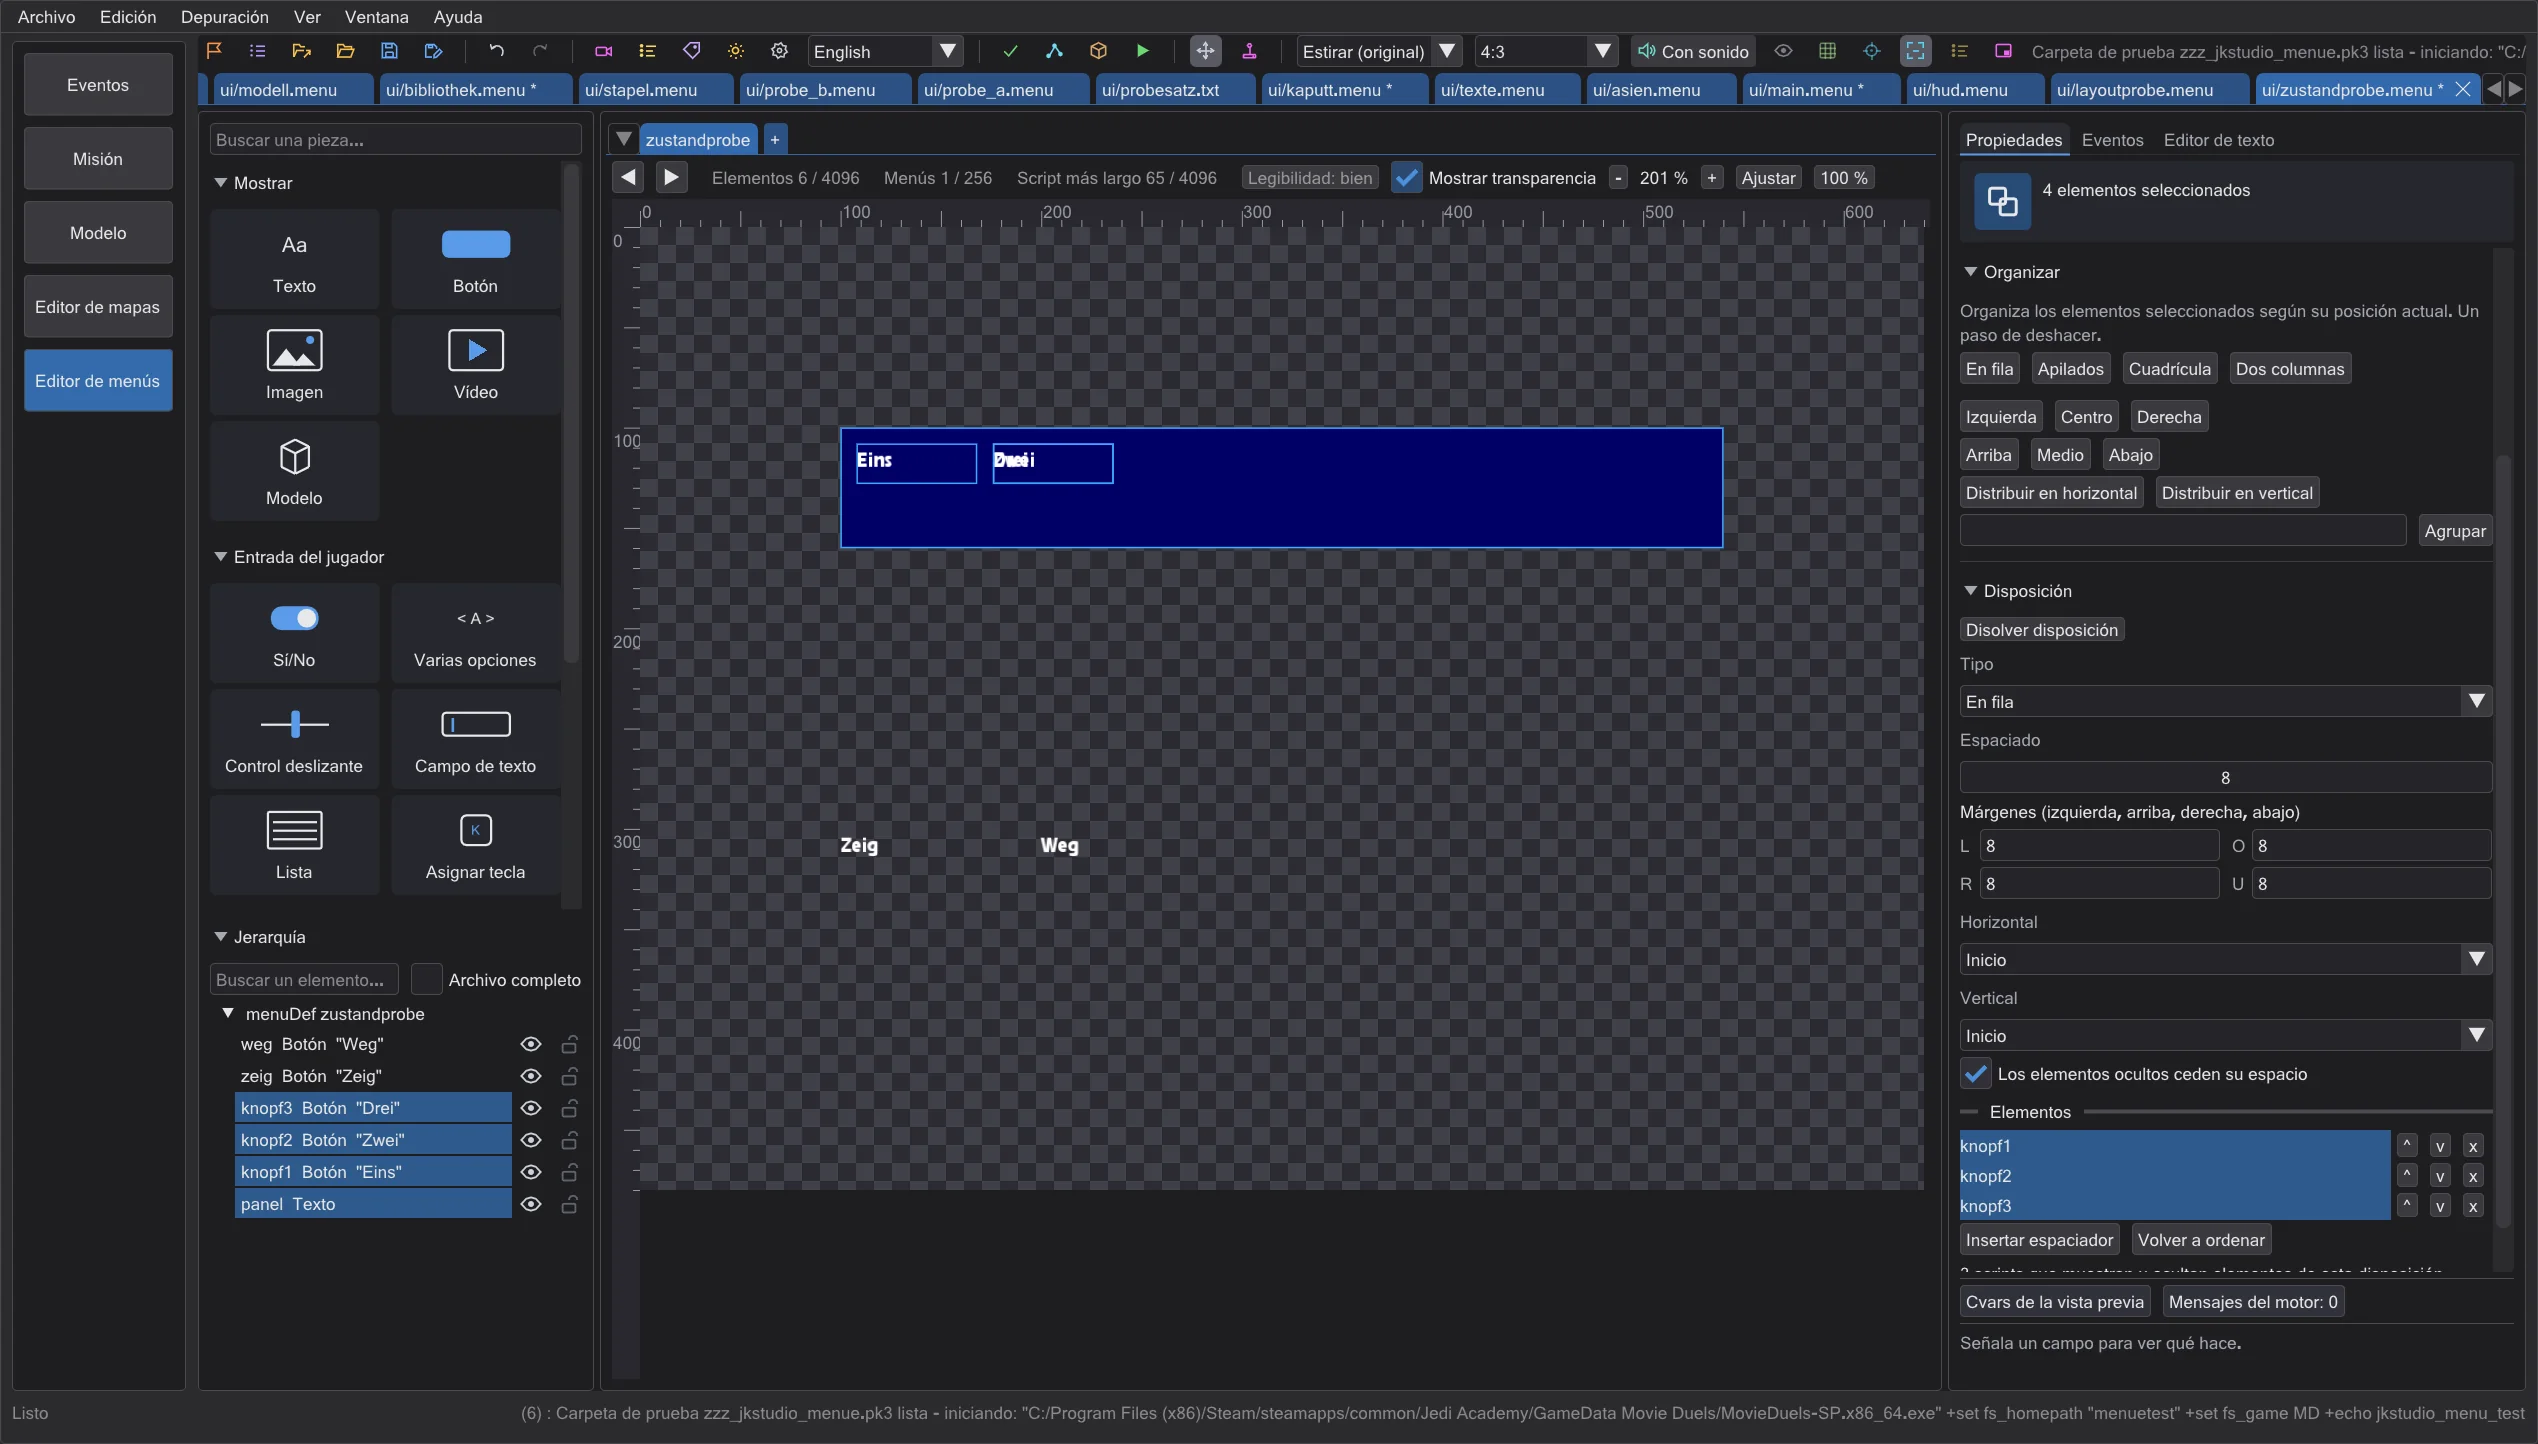 Archivo Edición Depuración Ver Ventana Ayuda
English
Estirar (original)
4:3
Con sonido
Carpeta de prueba zzz_jkstudio_menue.pk3 lista - iniciando: "C:/
Eventos
Misión
Modelo
Editor de mapas
Editor de menús
ui/modell.menu
ui/bibliothek.menu *
ui/stapel.menu
ui/probe_b.menu
ui/probe_a.menu
ui/probesatz.txt
ui/kaputt.menu *
ui/texte.menu
ui/asien.menu
ui/main.menu *
ui/hud.menu
ui/layoutprobe.menu
ui/zustandprobe.menu *
Buscar una pieza...
Mostrar
Aa
Texto
Botón
Imagen
Vídeo
Modelo
Entrada del jugador
Sí/No
< A >
Varias opciones
Control deslizante
Campo de texto
Lista
K
Asignar tecla
Jerarquía
Buscar un elemento...
Archivo completo
menuDef zustandprobe
weg Botón "Weg"
zeig Botón "Zeig"
knopf3 Botón "Drei"
knopf2 Botón "Zwei"
knopf1 Botón "Eins"
panel Texto
zustandprobe
+
Elementos 6 / 4096
Menús 1 / 256
Script más largo 65 / 4096
Legibilidad: bien
Mostrar transparencia
-
201 %
+
Ajustar
100 %
0
100
200
300
400
500
600
0
100
200
300
400
Eins
Zeig
Weg
Propiedades
Eventos
Editor de texto
4 elementos seleccionados
Organizar
Organiza los elementos seleccionados según su posición actual. Un
paso de deshacer.
En fila
Apilados
Cuadrícula
Dos columnas
Izquierda
Centro
Derecha
Arriba
Medio
Abajo
Distribuir en horizontal
Distribuir en vertical
Agrupar
Disposición
Disolver disposición
Tipo
En fila
Espaciado
8
Márgenes (izquierda, arriba, derecha, abajo)
L 8
O 8
R 8
U 8
Horizontal
Inicio
Vertical
Inicio
Los elementos ocultos ceden su espacio
Elementos
knopf1 ^ v x
knopf2 ^ v x
knopf3 ^ v x
Insertar espaciador
Volver a ordenar
Cvars de la vista previa
Mensajes del motor: 0
Señala un campo para ver qué hace.
Listo
(6) : Carpeta de prueba zzz_jkstudio_menue.pk3 lista - iniciando: "C:/Program Files (x86)/Steam/steamapps/common/Jedi Academy/GameData Movie Duels/MovieDuels-SP.x86_64.exe" +set fs_homepath "menuetest" +set fs_game MD +echo jkstudio_menu_test